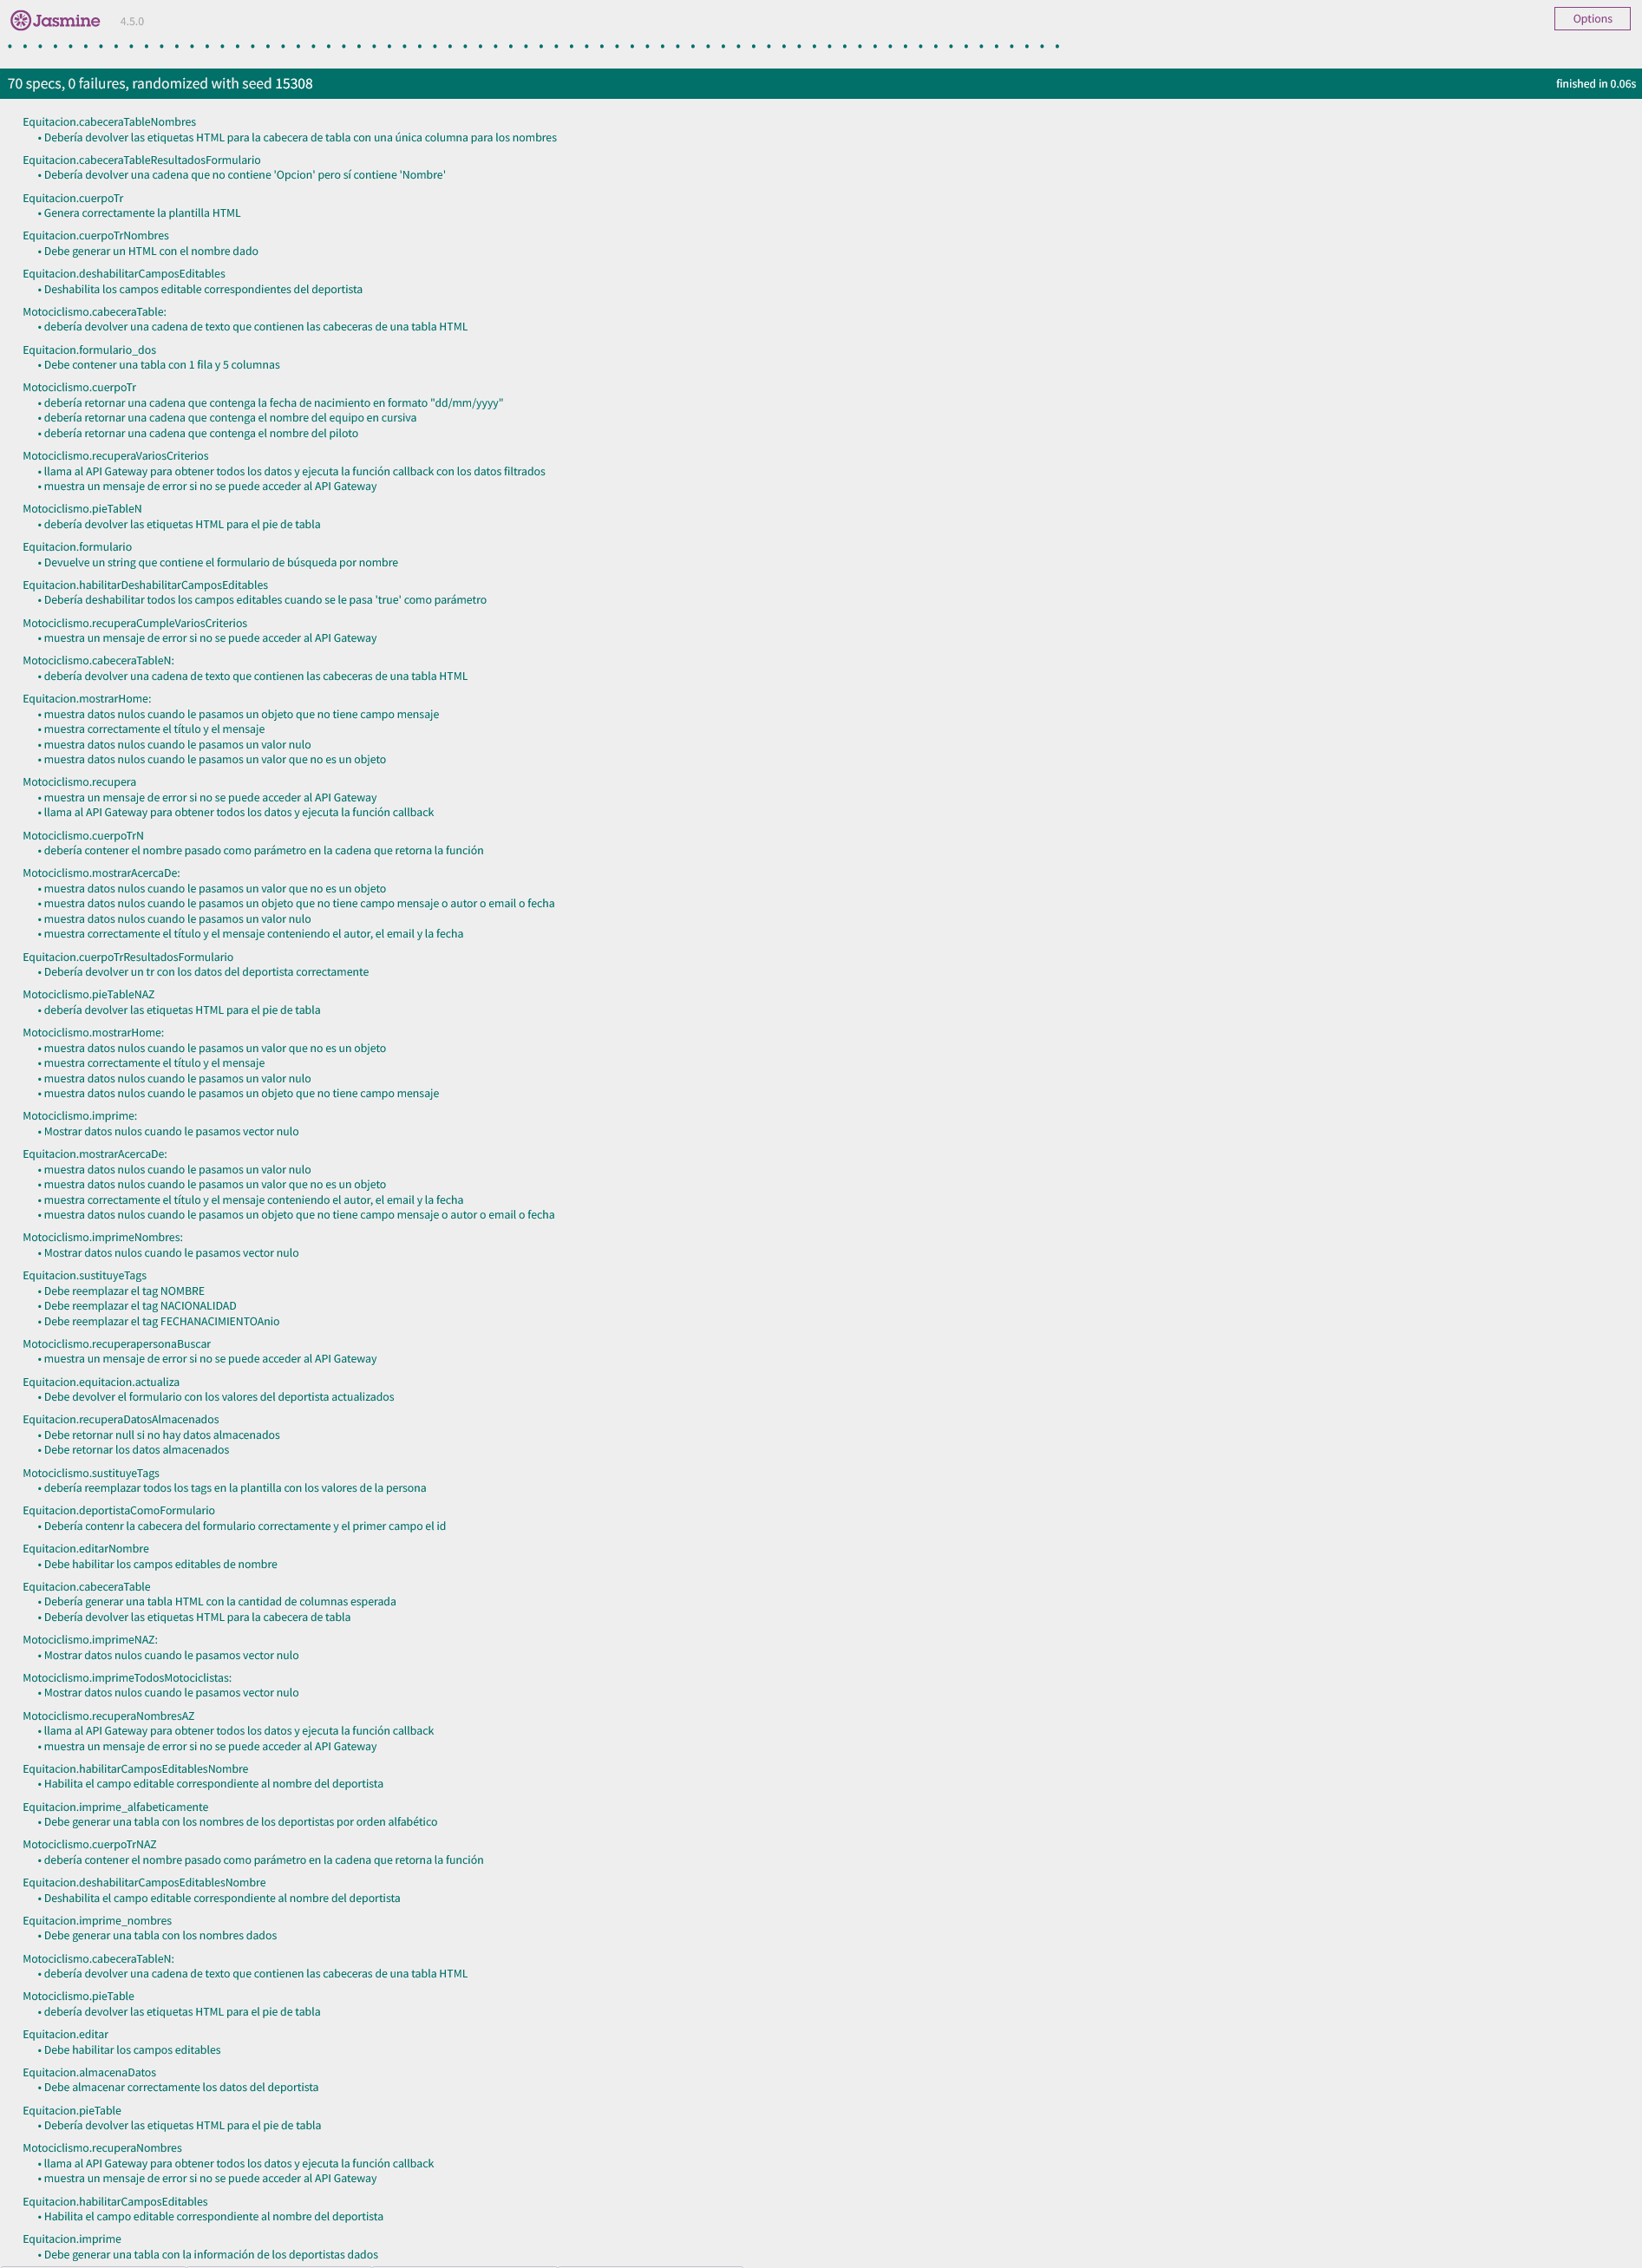 Jasmine 4.5.0
Options
70 specs, 0 failures, randomized with seed 15308
finished in 0.06s
Equitacion.cabeceraTableNombres
• Debería devolver las etiquetas HTML para la cabecera de tabla con una única columna para los nombres
Equitacion.cabeceraTableResultadosFormulario
• Debería devolver una cadena que no contiene 'Opcion' pero sí contiene 'Nombre'
Equitacion.cuerpoTr
• Genera correctamente la plantilla HTML
Equitacion.cuerpoTrNombres
• Debe generar un HTML con el nombre dado
Equitacion.deshabilitarCamposEditables
• Deshabilita los campos editable correspondientes del deportista
Motociclismo.cabeceraTable:
• debería devolver una cadena de texto que contienen las cabeceras de una tabla HTML
Equitacion.formulario_dos
• Debe contener una tabla con 1 fila y 5 columnas
Motociclismo.cuerpoTr
• debería retornar una cadena que contenga la fecha de nacimiento en formato "dd/mm/yyyy"
• debería retornar una cadena que contenga el nombre del equipo en cursiva
• debería retornar una cadena que contenga el nombre del piloto
Motociclismo.recuperaVariosCriterios
• llama al API Gateway para obtener todos los datos y ejecuta la función callback con los datos filtrados
• muestra un mensaje de error si no se puede acceder al API Gateway
Motociclismo.pieTableN
• debería devolver las etiquetas HTML para el pie de tabla
Equitacion.formulario
• Devuelve un string que contiene el formulario de búsqueda por nombre
Equitacion.habilitarDeshabilitarCamposEditables
• Debería deshabilitar todos los campos editables cuando se le pasa 'true' como parámetro
Motociclismo.recuperaCumpleVariosCriterios
• muestra un mensaje de error si no se puede acceder al API Gateway
Motociclismo.cabeceraTableN:
• debería devolver una cadena de texto que contienen las cabeceras de una tabla HTML
Equitacion.mostrarHome:
• muestra datos nulos cuando le pasamos un objeto que no tiene campo mensaje
• muestra correctamente el título y el mensaje
• muestra datos nulos cuando le pasamos un valor nulo
• muestra datos nulos cuando le pasamos un valor que no es un objeto
Motociclismo.recupera
• muestra un mensaje de error si no se puede acceder al API Gateway
• llama al API Gateway para obtener todos los datos y ejecuta la función callback
Motociclismo.cuerpoTrN
• debería contener el nombre pasado como parámetro en la cadena que retorna la función
Motociclismo.mostrarAcercaDe:
• muestra datos nulos cuando le pasamos un valor que no es un objeto
• muestra datos nulos cuando le pasamos un objeto que no tiene campo mensaje o autor o email o fecha
• muestra datos nulos cuando le pasamos un valor nulo
• muestra correctamente el título y el mensaje conteniendo el autor, el email y la fecha
Equitacion.cuerpoTrResultadosFormulario
• Debería devolver un tr con los datos del deportista correctamente
Motociclismo.pieTableNAZ
• debería devolver las etiquetas HTML para el pie de tabla
Motociclismo.mostrarHome:
• muestra datos nulos cuando le pasamos un valor que no es un objeto
• muestra correctamente el título y el mensaje
• muestra datos nulos cuando le pasamos un valor nulo
• muestra datos nulos cuando le pasamos un objeto que no tiene campo mensaje
Motociclismo.imprime:
• Mostrar datos nulos cuando le pasamos vector nulo
Equitacion.mostrarAcercaDe:
• muestra datos nulos cuando le pasamos un valor nulo
• muestra datos nulos cuando le pasamos un valor que no es un objeto
• muestra correctamente el título y el mensaje conteniendo el autor, el email y la fecha
• muestra datos nulos cuando le pasamos un objeto que no tiene campo mensaje o autor o email o fecha
Motociclismo.imprimeNombres:
• Mostrar datos nulos cuando le pasamos vector nulo
Equitacion.sustituyeTags
• Debe reemplazar el tag NOMBRE
• Debe reemplazar el tag NACIONALIDAD
• Debe reemplazar el tag FECHANACIMIENTOAnio
Motociclismo.recuperapersonaBuscar
• muestra un mensaje de error si no se puede acceder al API Gateway
Equitacion.equitacion.actualiza
• Debe devolver el formulario con los valores del deportista actualizados
Equitacion.recuperaDatosAlmacenados
• Debe retornar null si no hay datos almacenados
• Debe retornar los datos almacenados
Motociclismo.sustituyeTags
• debería reemplazar todos los tags en la plantilla con los valores de la persona
Equitacion.deportistaComoFormulario
• Debería contenr la cabecera del formulario correctamente y el primer campo el id
Equitacion.editarNombre
• Debe habilitar los campos editables de nombre
Equitacion.cabeceraTable
• Debería generar una tabla HTML con la cantidad de columnas esperada
• Debería devolver las etiquetas HTML para la cabecera de tabla
Motociclismo.imprimeNAZ:
• Mostrar datos nulos cuando le pasamos vector nulo
Motociclismo.imprimeTodosMotociclistas:
• Mostrar datos nulos cuando le pasamos vector nulo
Motociclismo.recuperaNombresAZ
• llama al API Gateway para obtener todos los datos y ejecuta la función callback
• muestra un mensaje de error si no se puede acceder al API Gateway
Equitacion.habilitarCamposEditablesNombre
• Habilita el campo editable correspondiente al nombre del deportista
Equitacion.imprime_alfabeticamente
• Debe generar una tabla con los nombres de los deportistas por orden alfabético
Motociclismo.cuerpoTrNAZ
• debería contener el nombre pasado como parámetro en la cadena que retorna la función
Equitacion.deshabilitarCamposEditablesNombre
• Deshabilita el campo editable correspondiente al nombre del deportista
Equitacion.imprime_nombres
• Debe generar una tabla con los nombres dados
Motociclismo.cabeceraTableN:
• debería devolver una cadena de texto que contienen las cabeceras de una tabla HTML
Motociclismo.pieTable
• debería devolver las etiquetas HTML para el pie de tabla
Equitacion.editar
• Debe habilitar los campos editables
Equitacion.almacenaDatos
• Debe almacenar correctamente los datos del deportista
Equitacion.pieTable
• Debería devolver las etiquetas HTML para el pie de tabla
Motociclismo.recuperaNombres
• llama al API Gateway para obtener todos los datos y ejecuta la función callback
• muestra un mensaje de error si no se puede acceder al API Gateway
Equitacion.habilitarCamposEditables
• Habilita el campo editable correspondiente al nombre del deportista
Equitacion.imprime
• Debe generar una tabla con la información de los deportistas dados